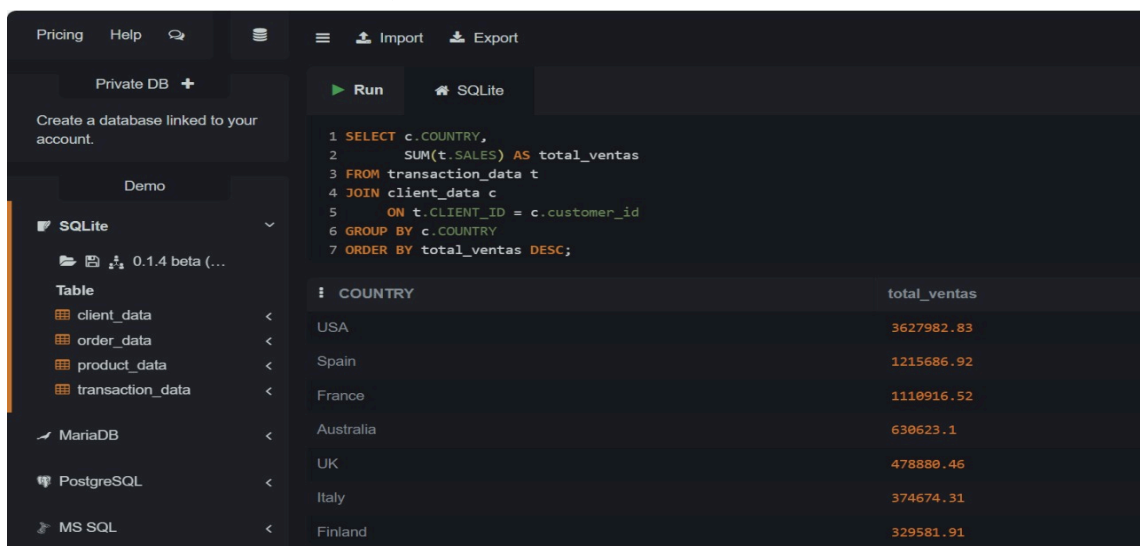 Pricing Help
Private DB
Create a database linked to your
account.
Demo
SQLite
0.1.4 beta (...
Table
client_data
order_data
product_data
transaction_data
MariaDB
PostgreSQL
MS SQL
Import Export
Run SQLite
1 SELECT c.COUNTRY,
2 SUM(t.SALES) AS total_ventas
3 FROM transaction_data t
4 JOIN client_data c
5 ON t.CLIENT_ID = c.customer_id
6 GROUP BY c.COUNTRY
7 ORDER BY total_ventas DESC;
COUNTRY total_ventas
USA 3627982.83
Spain 1215686.92
France 1110916.52
Australia 630623.1
UK 478880.46
Italy 374674.31
Finland 329581.91